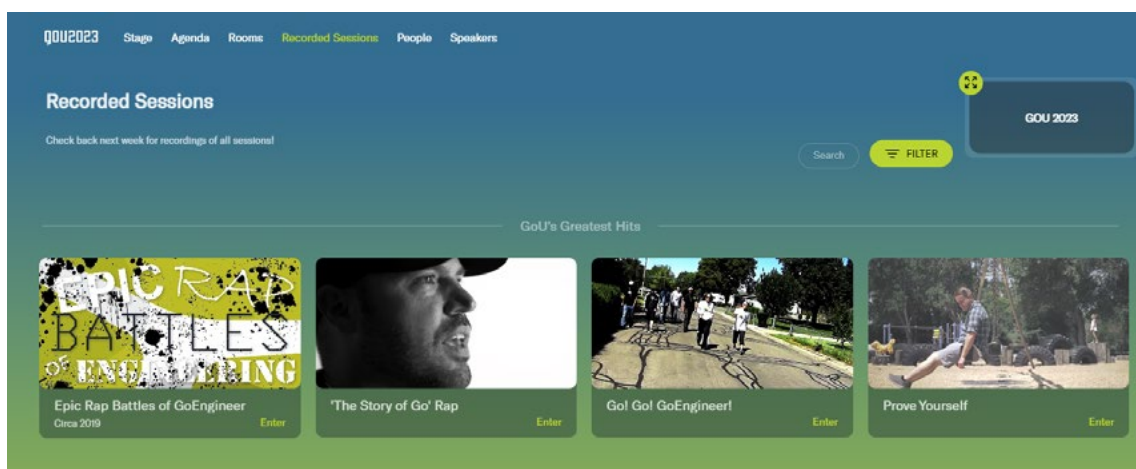 GOU2023 Stage Agenda Rooms Recorded Sessions People Speakers
Recorded Sessions
GOU 2023
Check back next week for recordings of all sessions!
Search FILTER
GoU's Greatest Hits
EPIC RAP
BATTLES
OF ENGINEERING
Epic Rap Battles of GoEngineer
Circa 2019 Enter
'The Story of Go' Rap
Enter
Go! Go! GoEngineer!
Enter
Prove Yourself
Enter